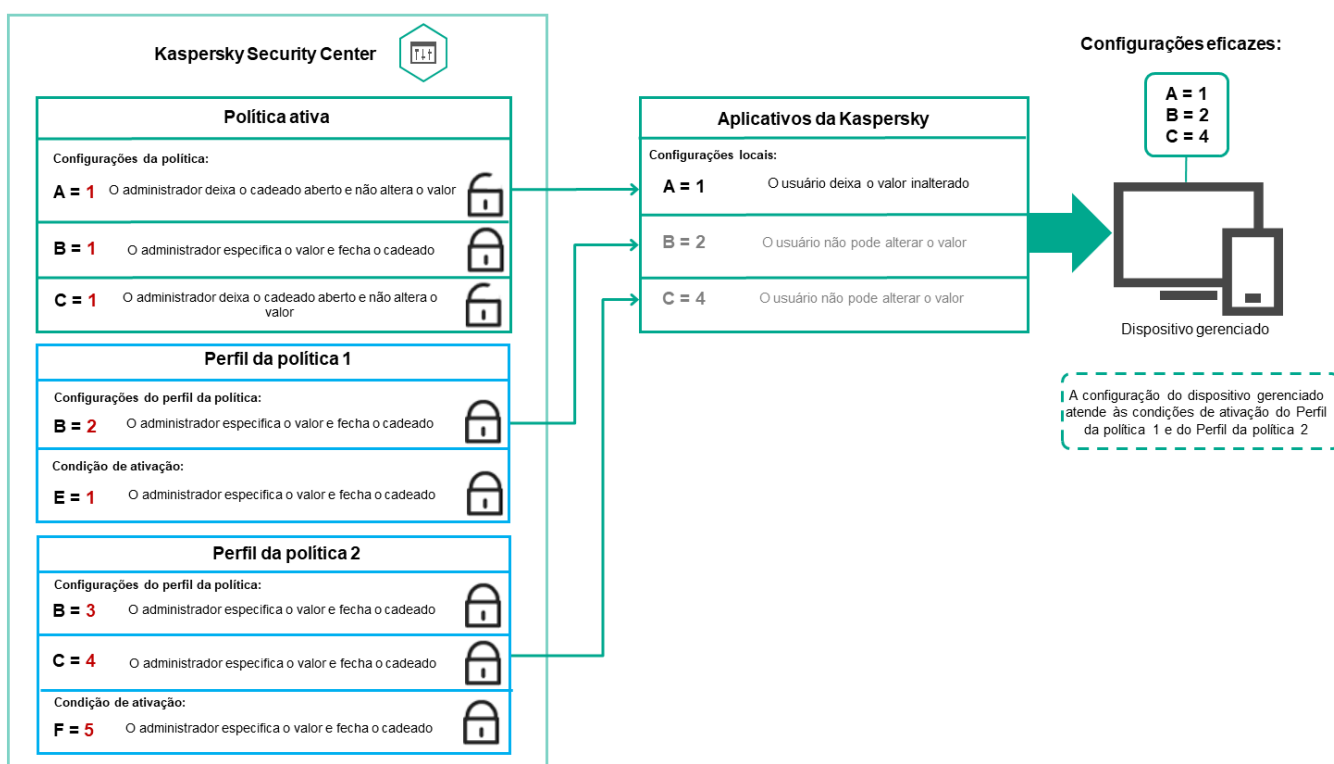 Kaspersky Security Center
Política ativa
Configurações da política:
A = 1 O administrador deixa o cadeado aberto e não altera o valor
B = 1 O administrador especifica o valor e fecha o cadeado
C = 1 O administrador deixa o cadeado aberto e não altera o
valor
Perfil da política 1
Configurações do perfil da política:
B = 2 O administrador especifica o valor e fecha o cadeado
Condição de ativação:
E = 1 O administrador especifica o valor e fecha o cadeado
Perfil da política 2
Configurações do perfil da política:
B = 3 O administrador especifica o valor e fecha o cadeado
C = 4 O administrador especifica o valor e fecha o cadeado
Condição de ativação:
F = 5 O administrador especifica o valor e fecha o cadeado
Aplicativos da Kaspersky
Configurações locais:
A = 1 O usuário deixa o valor inalterado
B = 2 O usuário não pode alterar o valor
C = 4 O usuário não pode alterar o valor
Configurações eficazes:
A = 1
B = 2
C = 4
Dispositivo gerenciado
A configuração do dispositivo gerenciado
atende às condições de ativação do Perfil
da política 1 e do Perfil da política 2